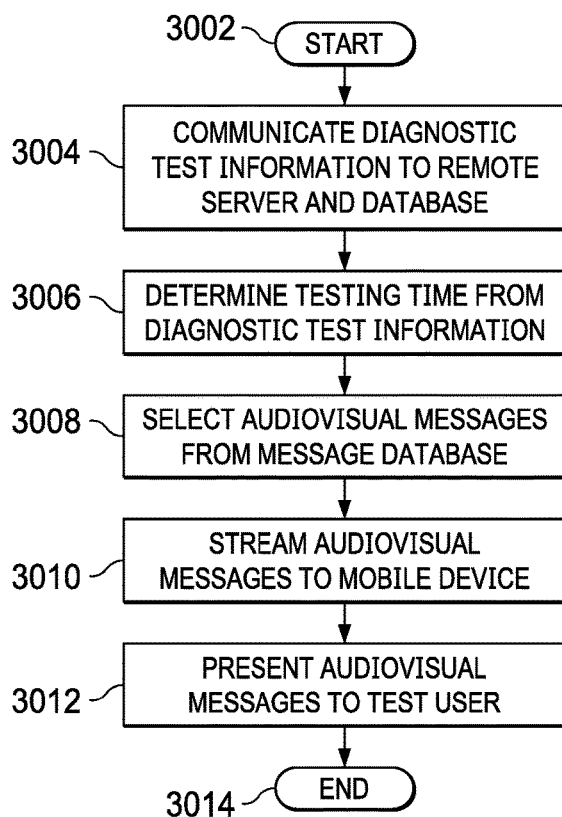 3002
START
3004
COMMUNICATE DIAGNOSTIC
TEST INFORMATION TO REMOTE
SERVER AND DATABASE
3006
DETERMINE TESTING TIME FROM
DIAGNOSTIC TEST INFORMATION
3008
SELECT AUDIOVISUAL MESSAGES
FROM MESSAGE DATABASE
3010
STREAM AUDIOVISUAL
MESSAGES TO MOBILE DEVICE
3012
PRESENT AUDIOVISUAL
MESSAGES TO TEST USER
3014
END